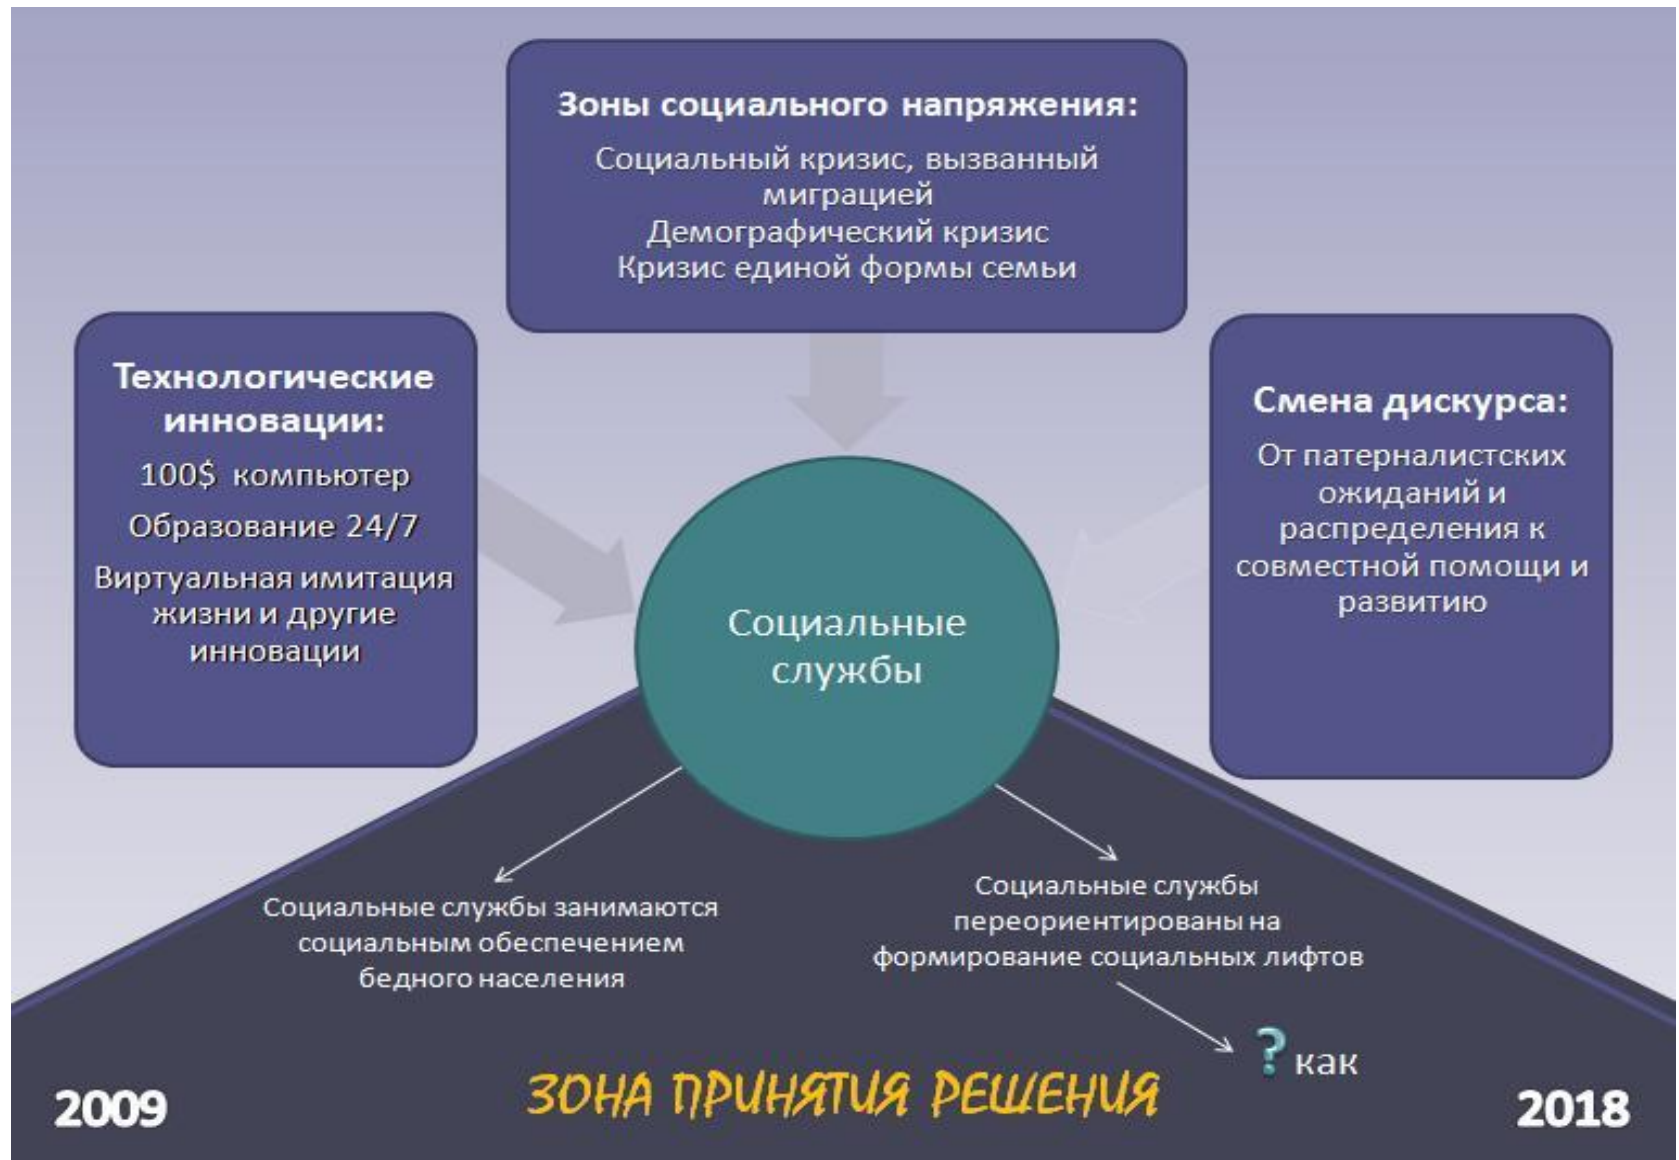 Зоны социального напряжения:
Социальный кризис, вызванный
миграцией
Демографический кризис
Кризис единой формы семьи
Технологические
инновации:
100$ компьютер
Образование 24/7
Виртуальная имитация
жизни и другие
инновации
Смена дискурса:
От патерналистских
ожиданий и
распределения к
совместной помощи и
развитию
Социальные
службы
Социальные службы занимаются
социальным обеспечением
бедного населения
Социальные службы
переориентированы на
формирование социальных лифтов
? как
2009
ЗОНА ПРИНЯТИЯ РЕШЕНИЯ
2018